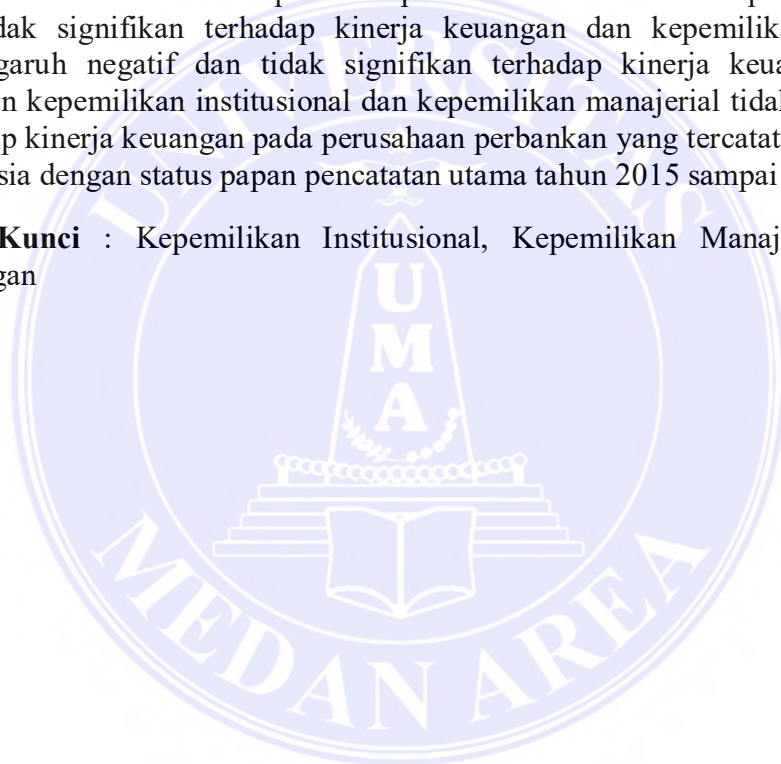 dak signifikan terhadap kinerja keuangan dan kepemilika
garuh negatif dan tidak signifikan terhadap kinerja keua
n kepemilikan institusional dan kepemilikan manajerial tidal
p kinerja keuangan pada perusahaan perbankan yang tercatat
sia dengan status papan pencatatan utama tahun 2015 sampai
Kunci : Kepemilikan Institusional, Kepemilikan Manaj
gan
UNIVERSITAS
UMA
MEDAN AREA